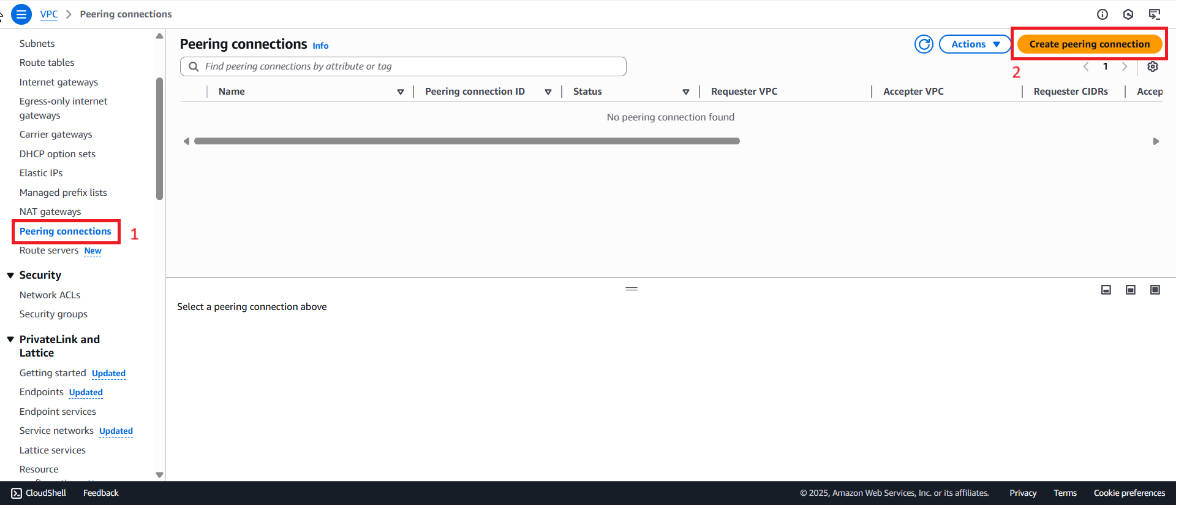 VPC > Peering connections
Subnets
Route tables
Internet gateways
Egress-only internet
gateways
Carrier gateways
DHCP option sets
Elastic IPs
Managed prefix lists
NAT gateways
Peering connections 1
Route servers New
Security
Network ACLs
Security groups
PrivateLink and
Lattice
Getting started Updated
Endpoints Updated
Endpoint services
Service networks Updated
Lattice services
Resource
Peering connections Info
Actions
Create peering connection
2
Find peering connections by attribute or tag
1
Name Peering connection ID Status Requester VPC Accepter VPC Requester CIDRs Accep
No peering connection found
Select a peering connection above
CloudShell Feedback © 2025, Amazon Web Services, Inc. or its affiliates. Privacy Terms Cookie preferences